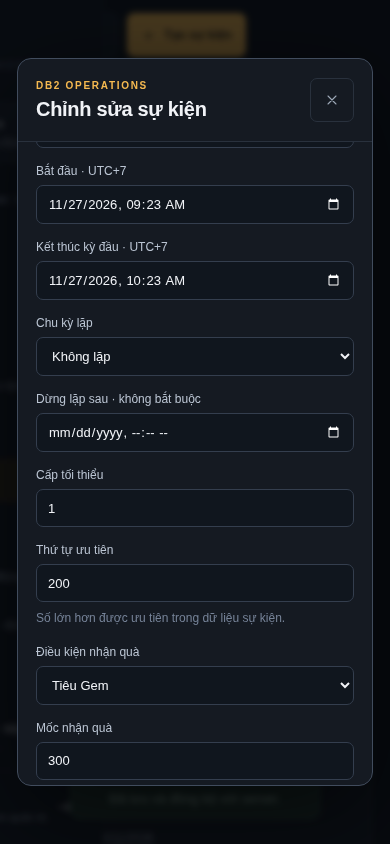 DB2 OPERATIONS
Chỉnh sửa sự kiện
Bắt đầu · UTC+7
11/27/2026, 09:23 AM
Kết thúc kỳ đầu · UTC+7
11/27/2026, 10:23 AM
Chu kỳ lặp
Không lặp
Dừng lặp sau · không bắt buộc
mm/dd/yyyy, --:-- --
Cấp tối thiểu
1
Thứ tự ưu tiên
200
Số lớn hơn được ưu tiên trong dữ liệu sự kiện.
Điều kiện nhận quà
Tiêu Gem
Mốc nhận quà
300